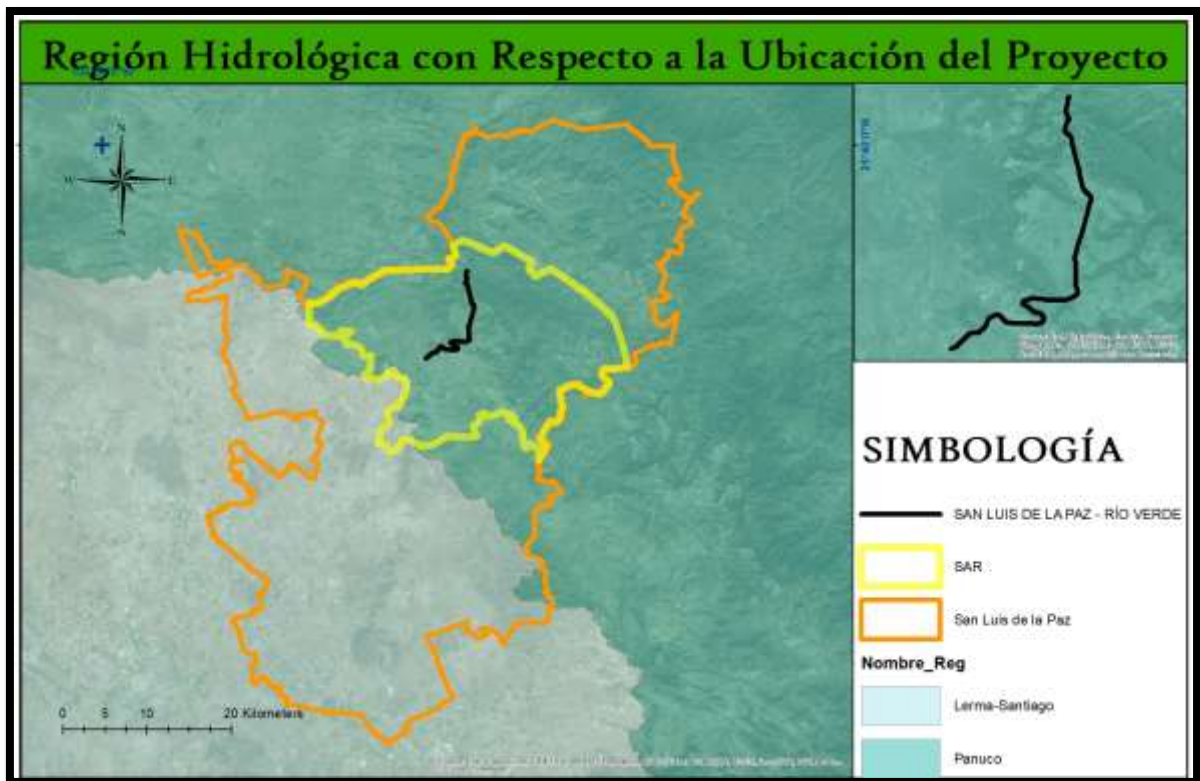 Región Hidrológica con Respecto a la Ubicación del Proyecto
N
W
E
S
0 5 10 20 Kilometers
SIMBOLOGÍA
SAN LUIS DE LA PAZ - RÍO VERDE
SAR
San Luis de la Paz
Nombre_Reg
Lerma-Santiago
Panuco